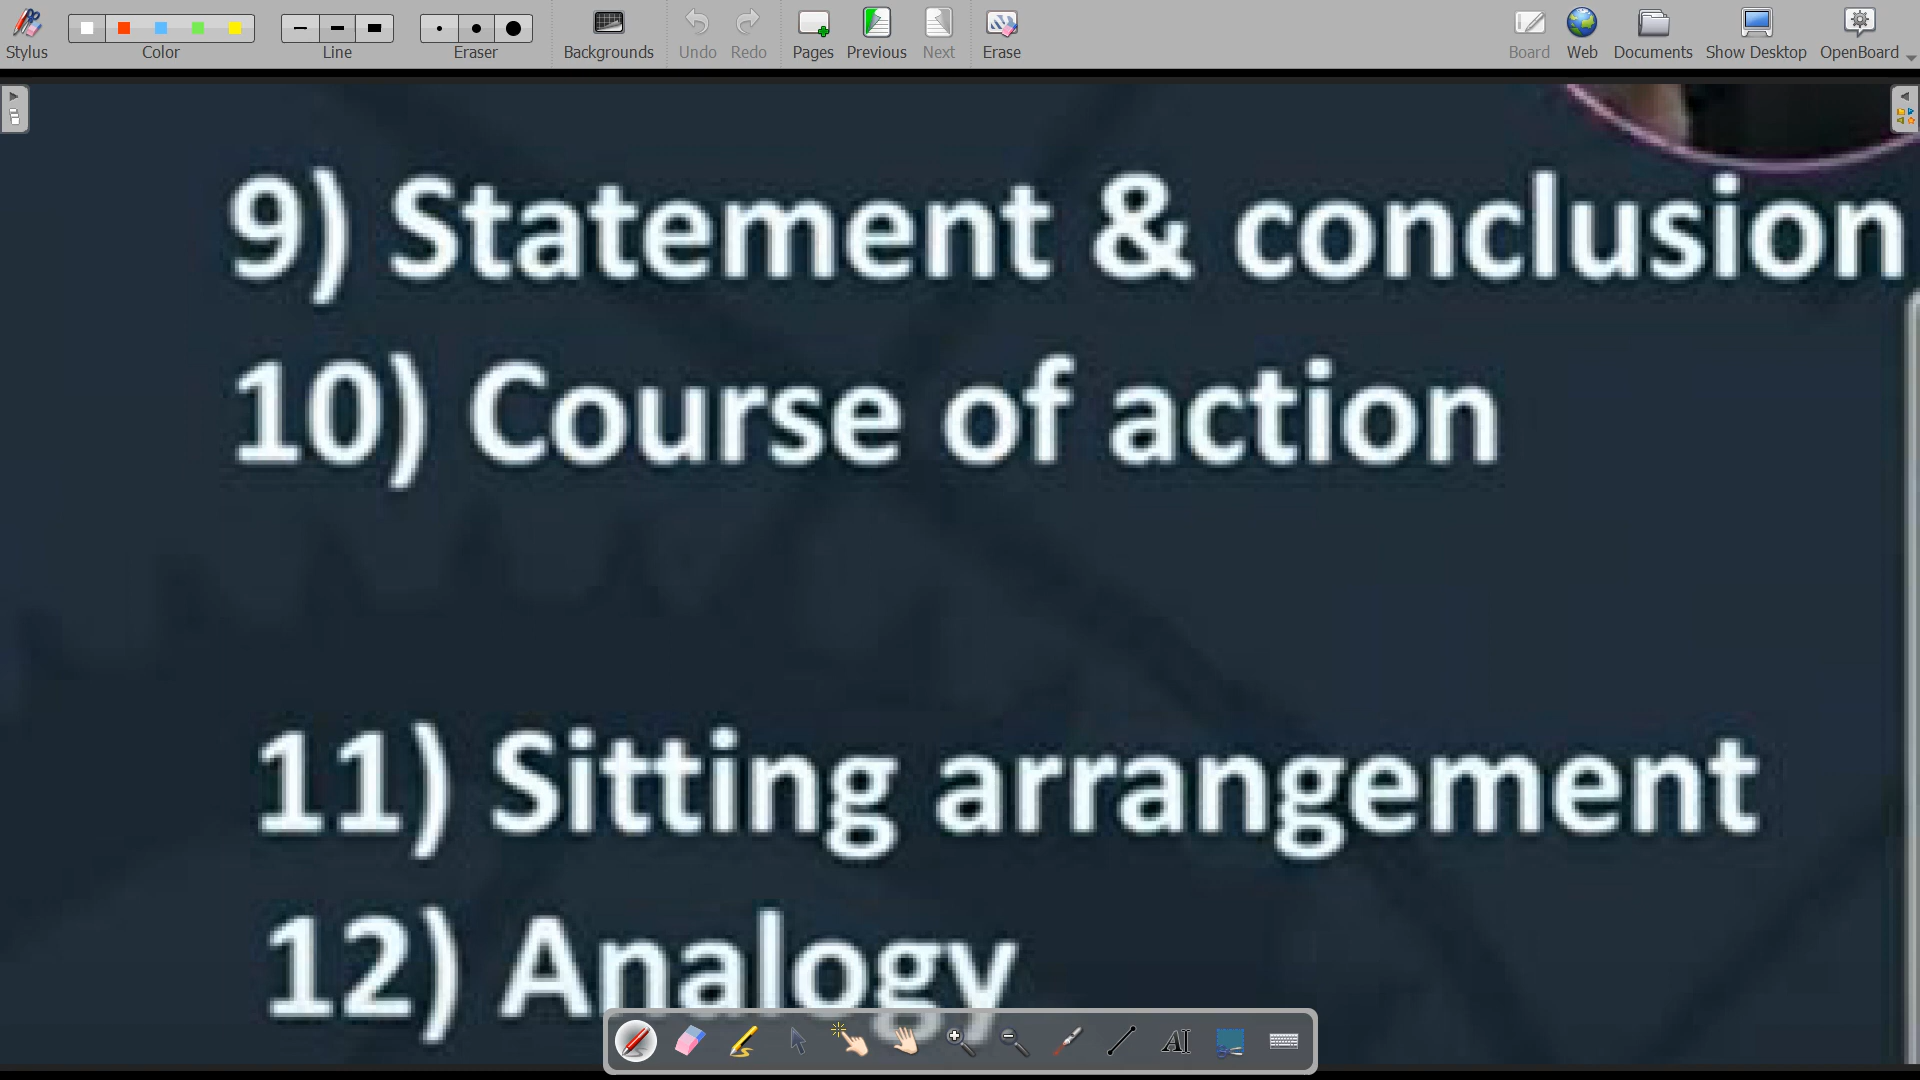 Stylus Color Line Eraser Backgrounds Undo Redo Pages Previous Next Erase Board Web Documents Show Desktop OpenBoard
9) Statement & conclusion
10) Course of action
11) Sitting arrangement
12) Analogy
AI